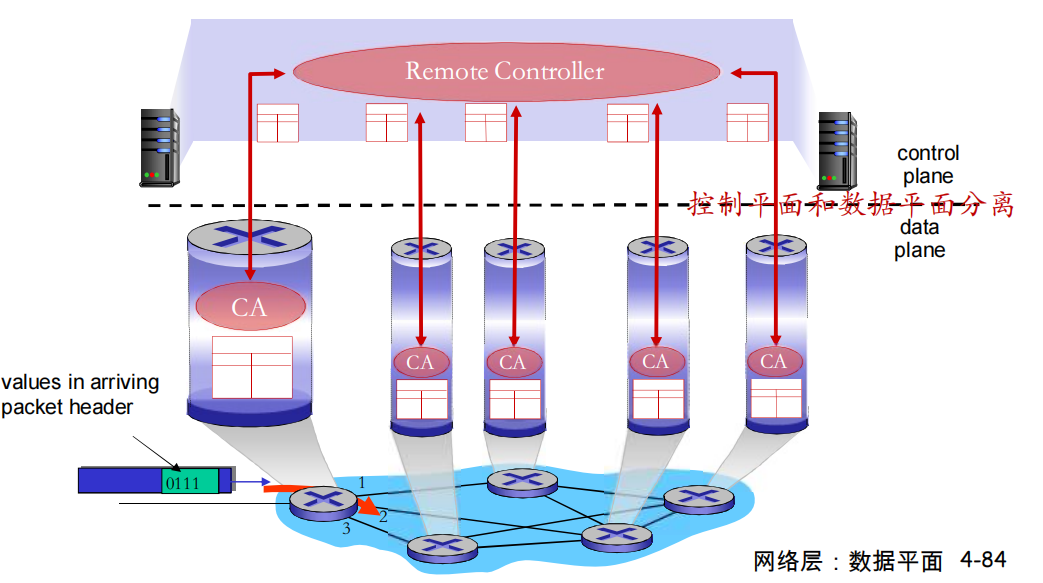 Remote Controller
control
plane
控制平面和数据平面分离
data
plane
CA
CA
CA
CA
CA
values in arriving
packet header
0111
1
2
3
网络层：数据平面 4-84